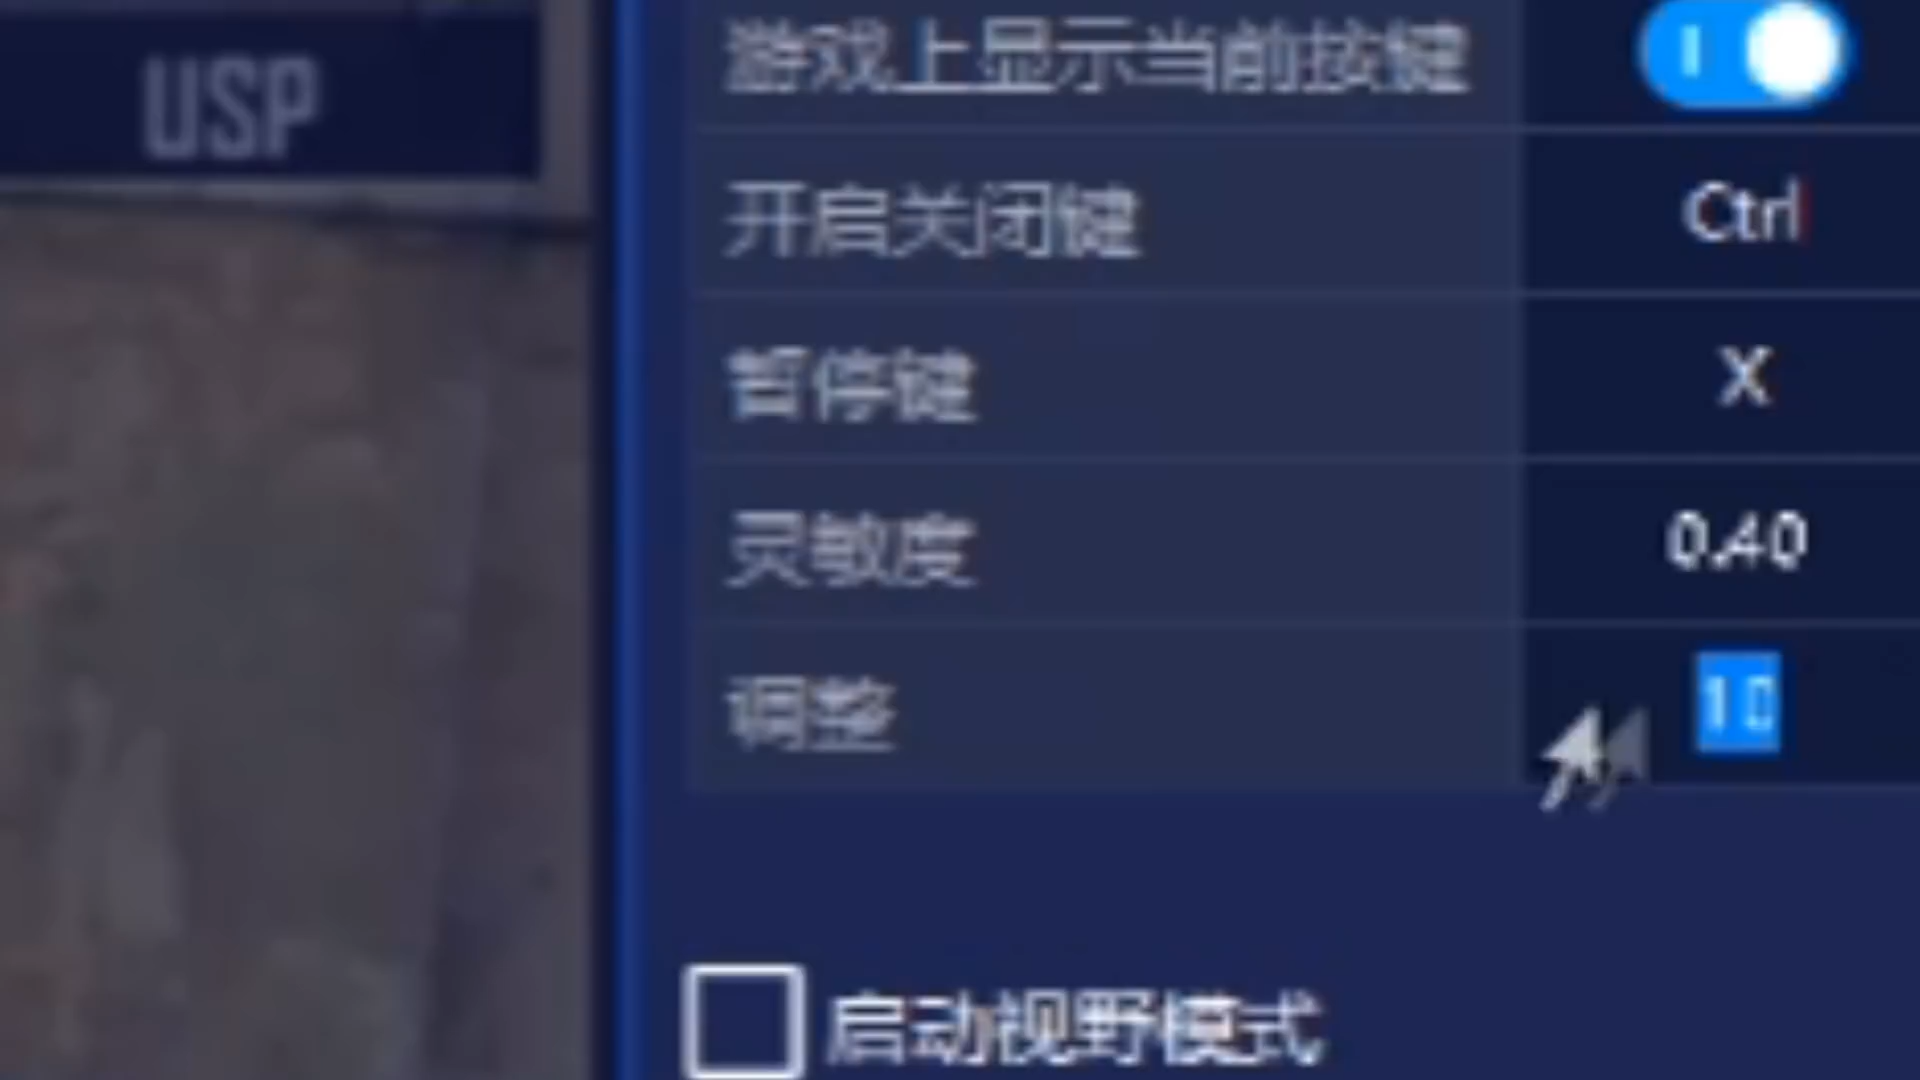 USP
游戏上显示当前按键
开启关闭键 Ctrl
暂停键 X
灵敏度 0.40
调整 10
启动视野模式